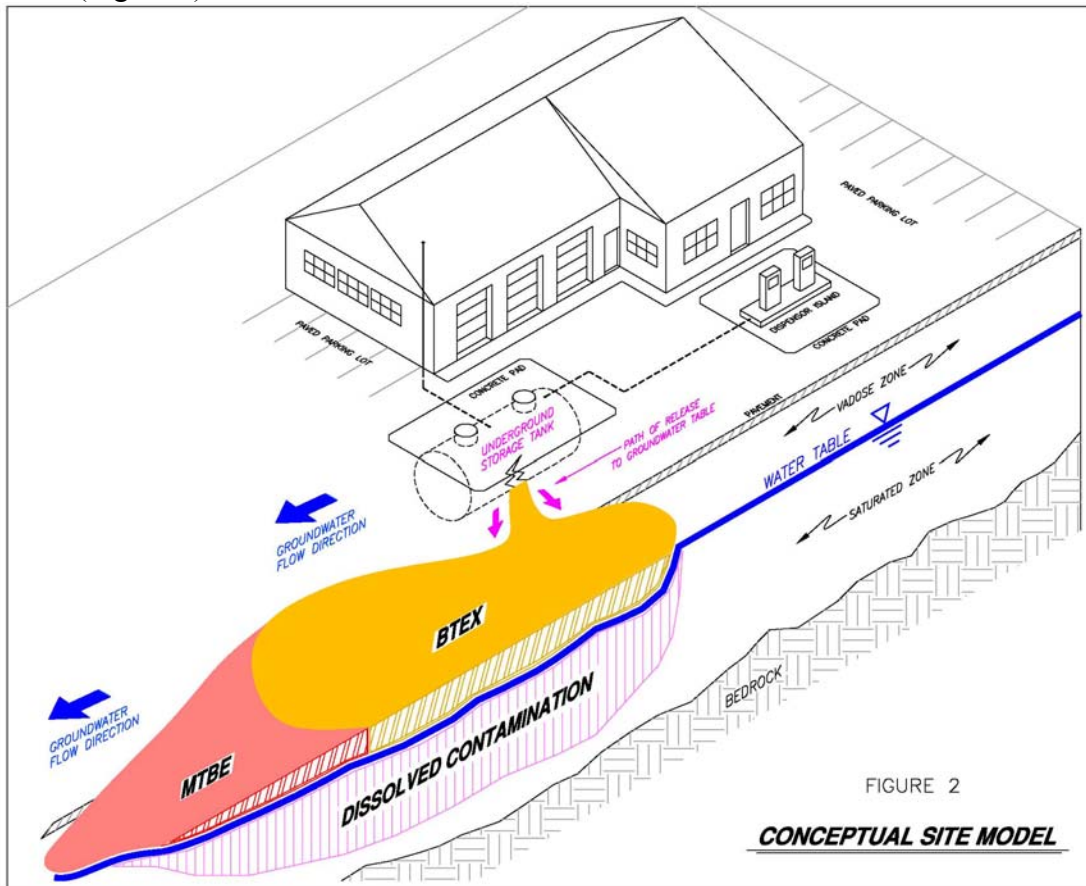 PAVED PARKING LOT
DISPENSOR ISLAND
CONCRETE PAD
PAVED PARKING LOT
CONCRETE PAD
UNDERGROUND
STORAGE TANK
PATH OF RELEASE
TO GROUNDWATER TABLE
PAVEMENT
VADOSE ZONE
WATER TABLE
SATURATED ZONE
GROUNDWATER
FLOW DIRECTION
BTEX
BEDROCK
GROUNDWATER
FLOW DIRECTION
MTBE
DISSOLVED CONTAMINATION
FIGURE 2
CONCEPTUAL SITE MODEL